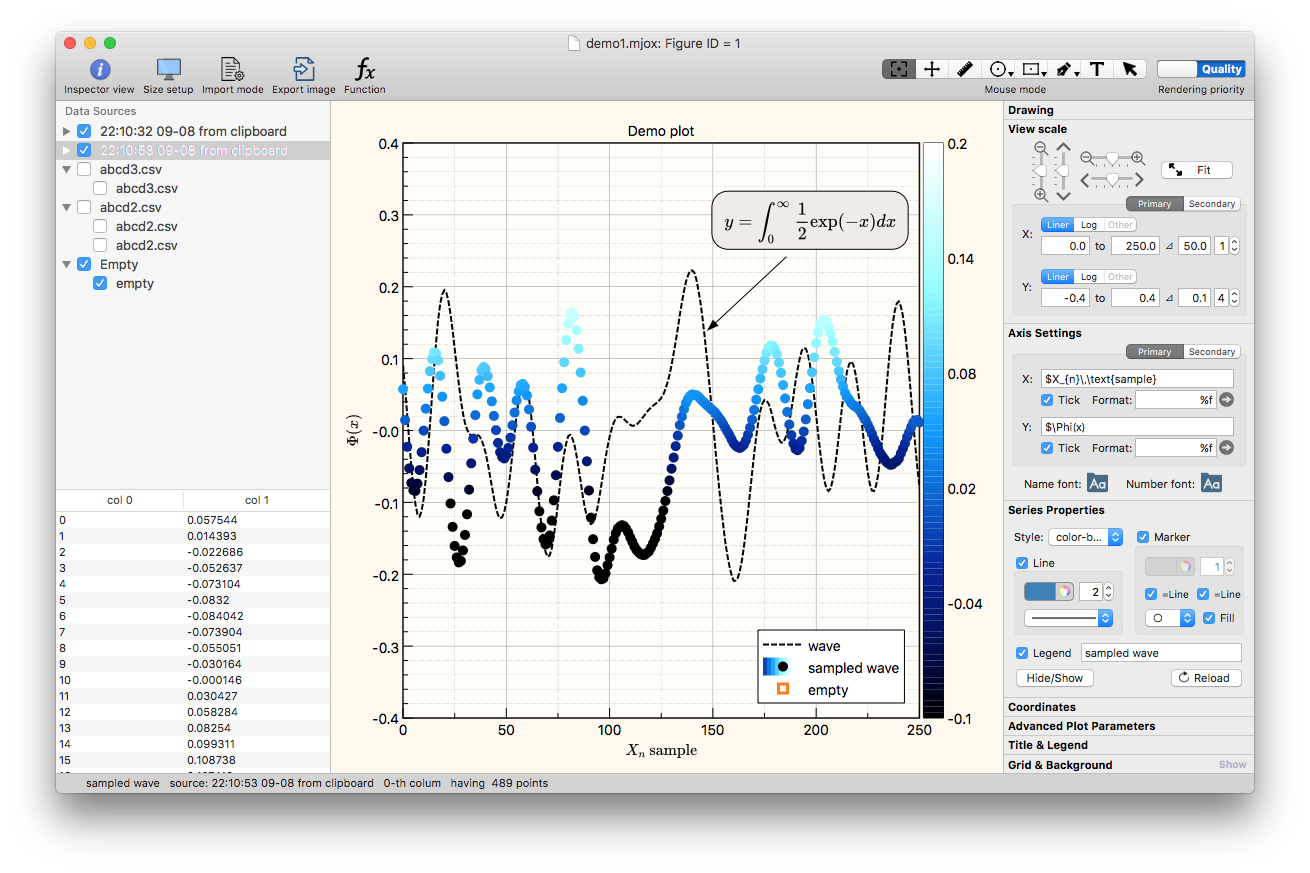 demo1.mjox: Figure ID = 1
Inspector view Size setup Import mode Export image Function
Mouse mode
Quality
Rendering priority
Data Sources
22:10:32 09-08 from clipboard
22:10:53 09-08 from clipboard
abcd3.csv
abcd3.csv
abcd2.csv
abcd2.csv
abcd2.csv
Empty
empty
col 0 col 1
0 0.057544
1 0.014393
2 -0.022686
3 -0.052637
4 -0.073104
5 -0.0832
6 -0.084042
7 -0.073904
8 -0.055051
9 -0.030164
10 -0.000146
11 0.030427
12 0.058284
13 0.08254
14 0.099311
15 0.108738
Demo plot
0.4
0.3
0.2
0.1
-0.0
-0.1
-0.2
-0.3
-0.4
Φ(x)
0 50 100 150 200 250
X_n sample
y = ∫_0^∞ 1/2 exp(−x)dx
wave
sampled wave
empty
0.2
0.14
0.08
0.02
-0.04
-0.1
Drawing
View scale
Fit
Primary Secondary
X: Liner Log Other
0.0 to 250.0 ⊿ 50.0 1
Y: Liner Log Other
-0.4 to 0.4 ⊿ 0.1 4
Axis Settings
Primary Secondary
X: $X_{n}\,\text{sample}
Tick Format: %f
Y: $\Phi(x)
Tick Format: %f
Name font: Aa Number font: Aa
Series Properties
Style: color-b... Marker
Line
1
2
=Line =Line
Fill
Legend sampled wave
Hide/Show Reload
Coordinates
Advanced Plot Parameters
Title & Legend
Grid & Background Show
sampled wave source: 22:10:53 09-08 from clipboard 0-th colum having 489 points